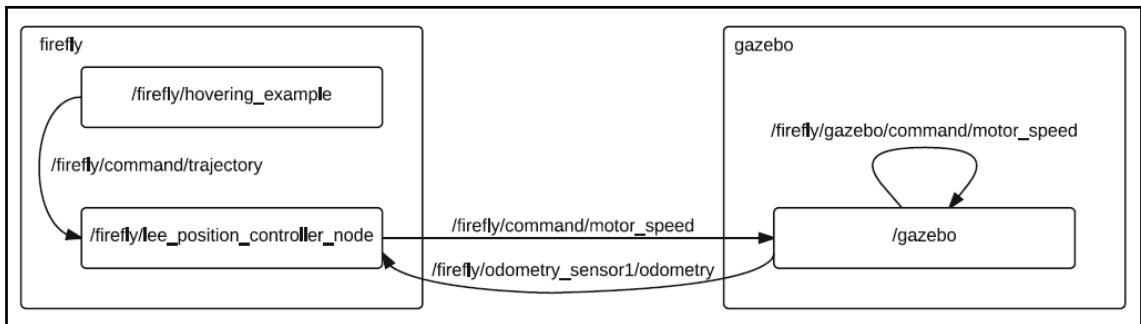 firefly
/firefly/hovering_example
/firefly/command/trajectory
/firefly/lee_position_controller_node
/firefly/command/motor_speed
/firefly/odometry_sensor1/odometry
gazebo
/firefly/gazebo/command/motor_speed
/gazebo